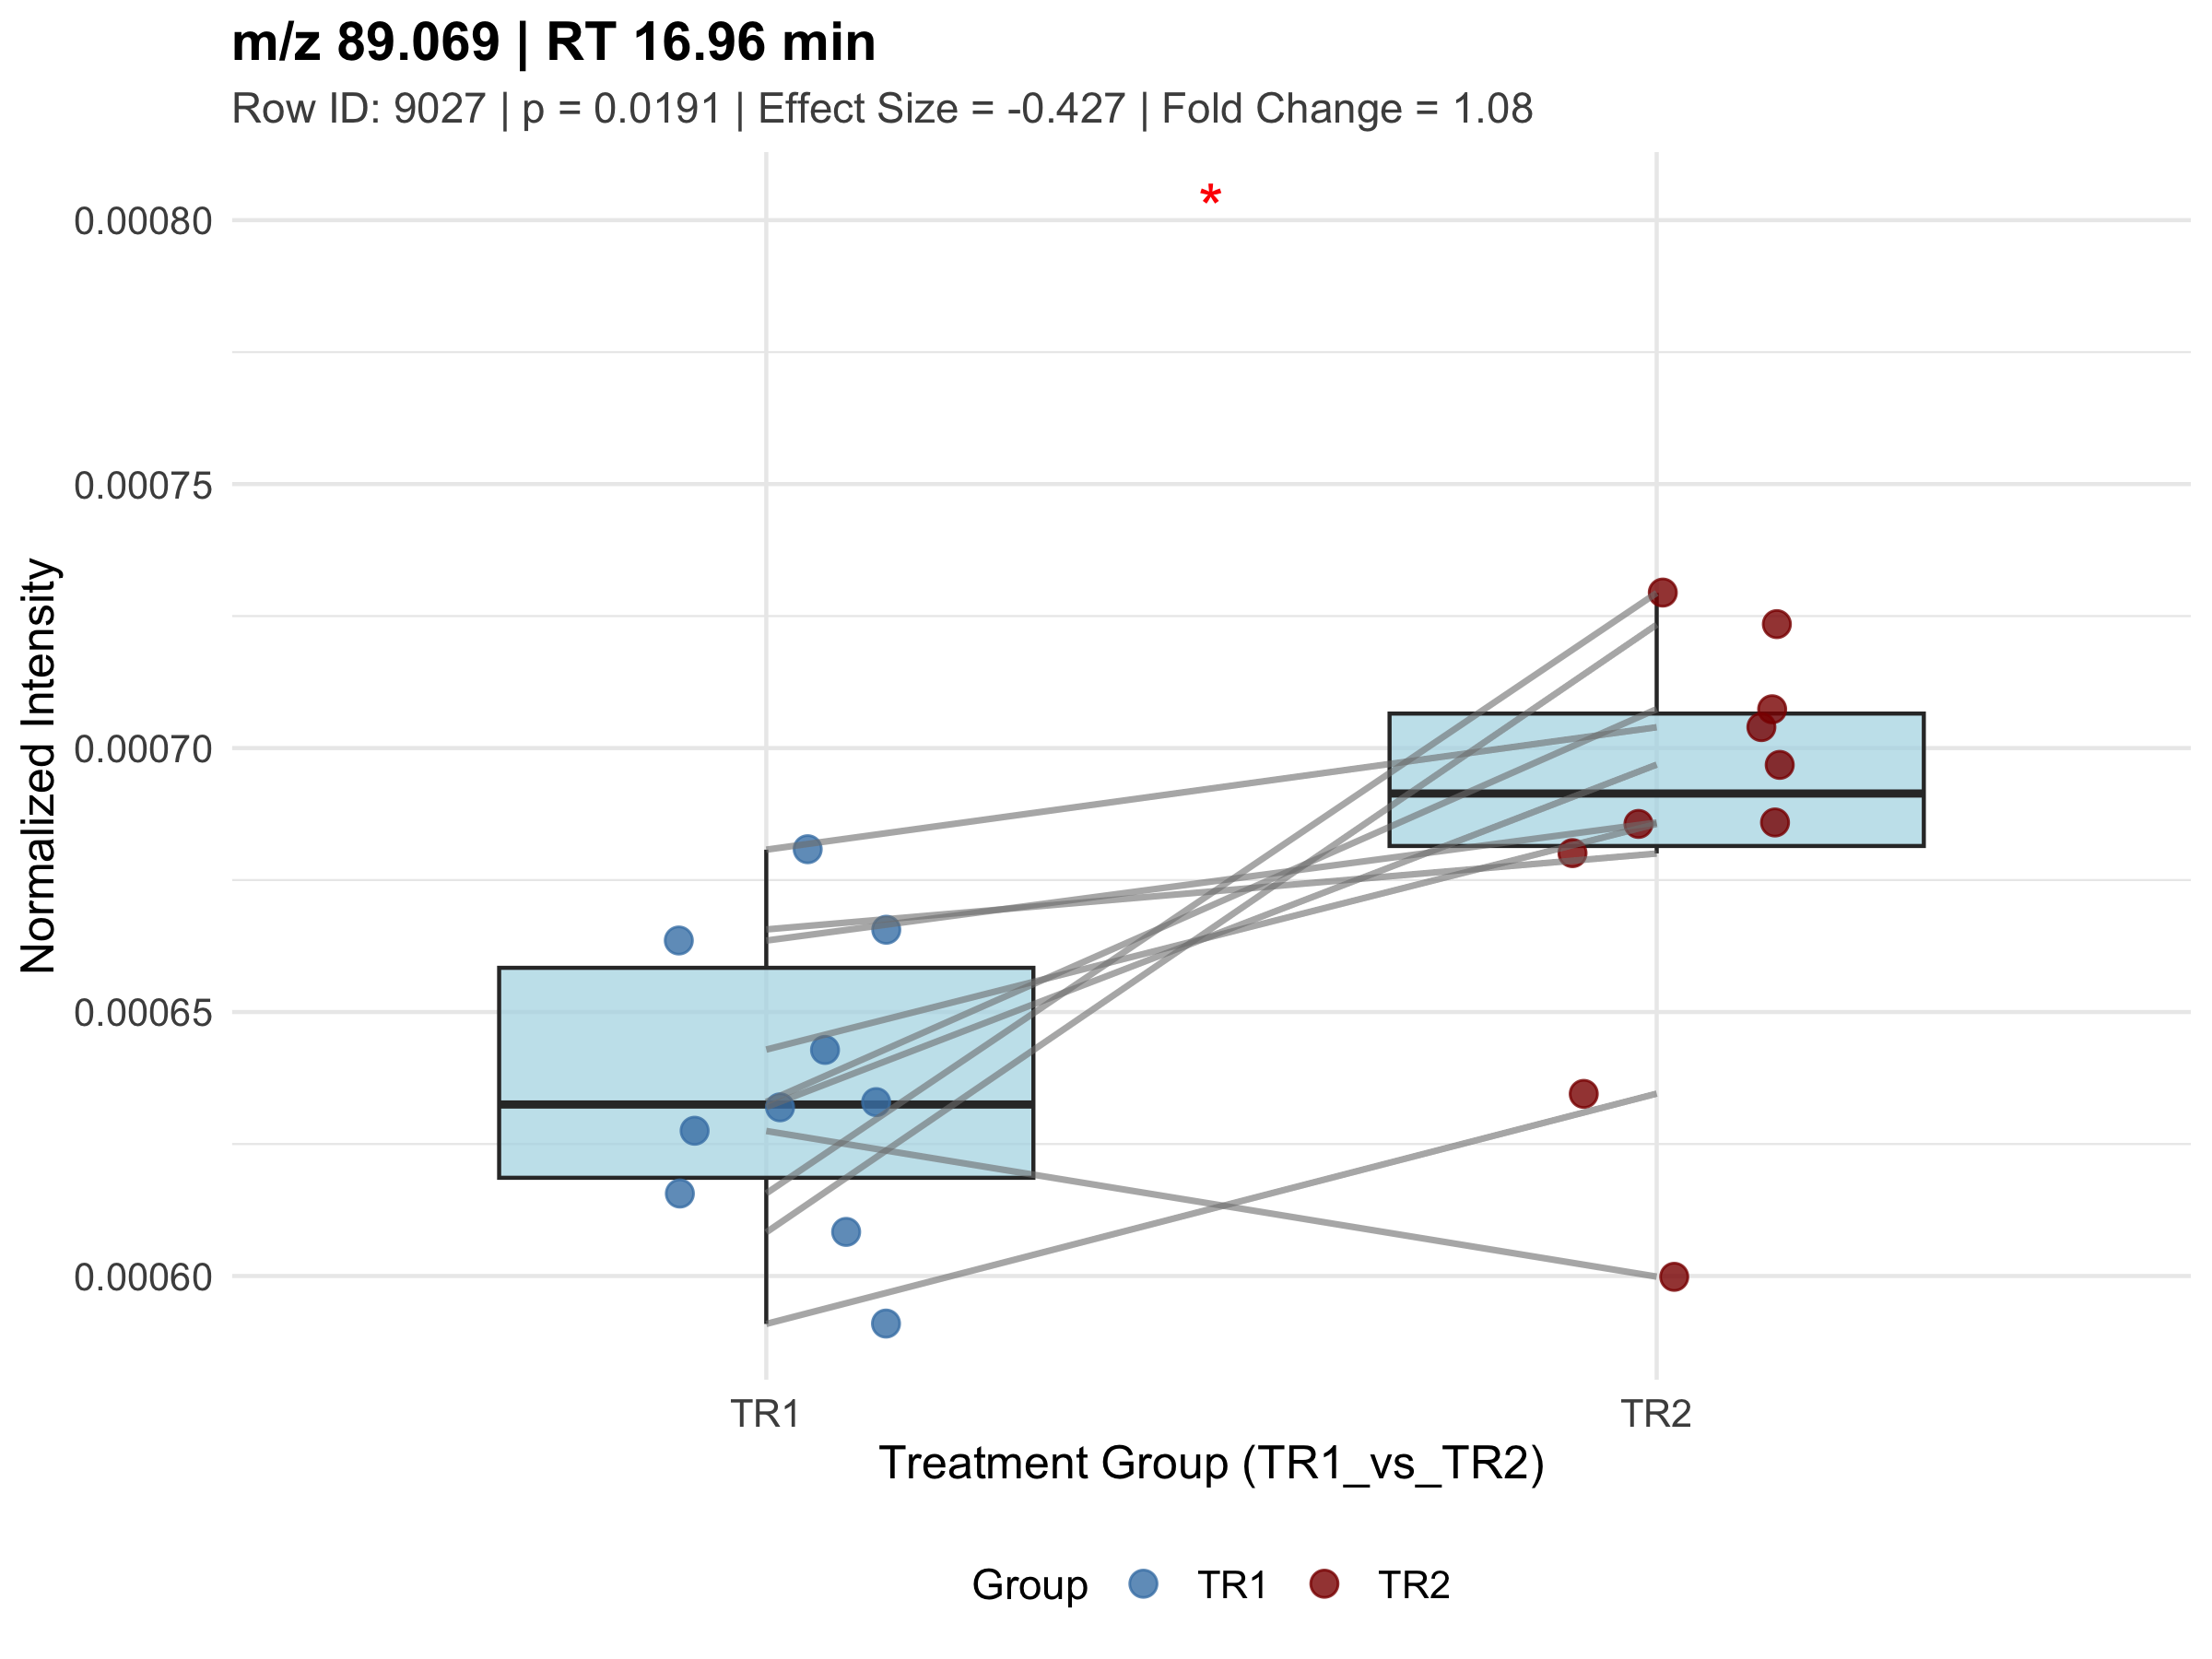 m/z 89.069 | RT 16.96 min
Row ID: 9027 | p = 0.0191 | Effect Size = -0.427 | Fold Change = 1.08
*
0.00080
0.00075
0.00070
0.00065
0.00060
Normalized Intensity
TR1
TR2
Treatment Group (TR1_vs_TR2)
Group TR1 TR2